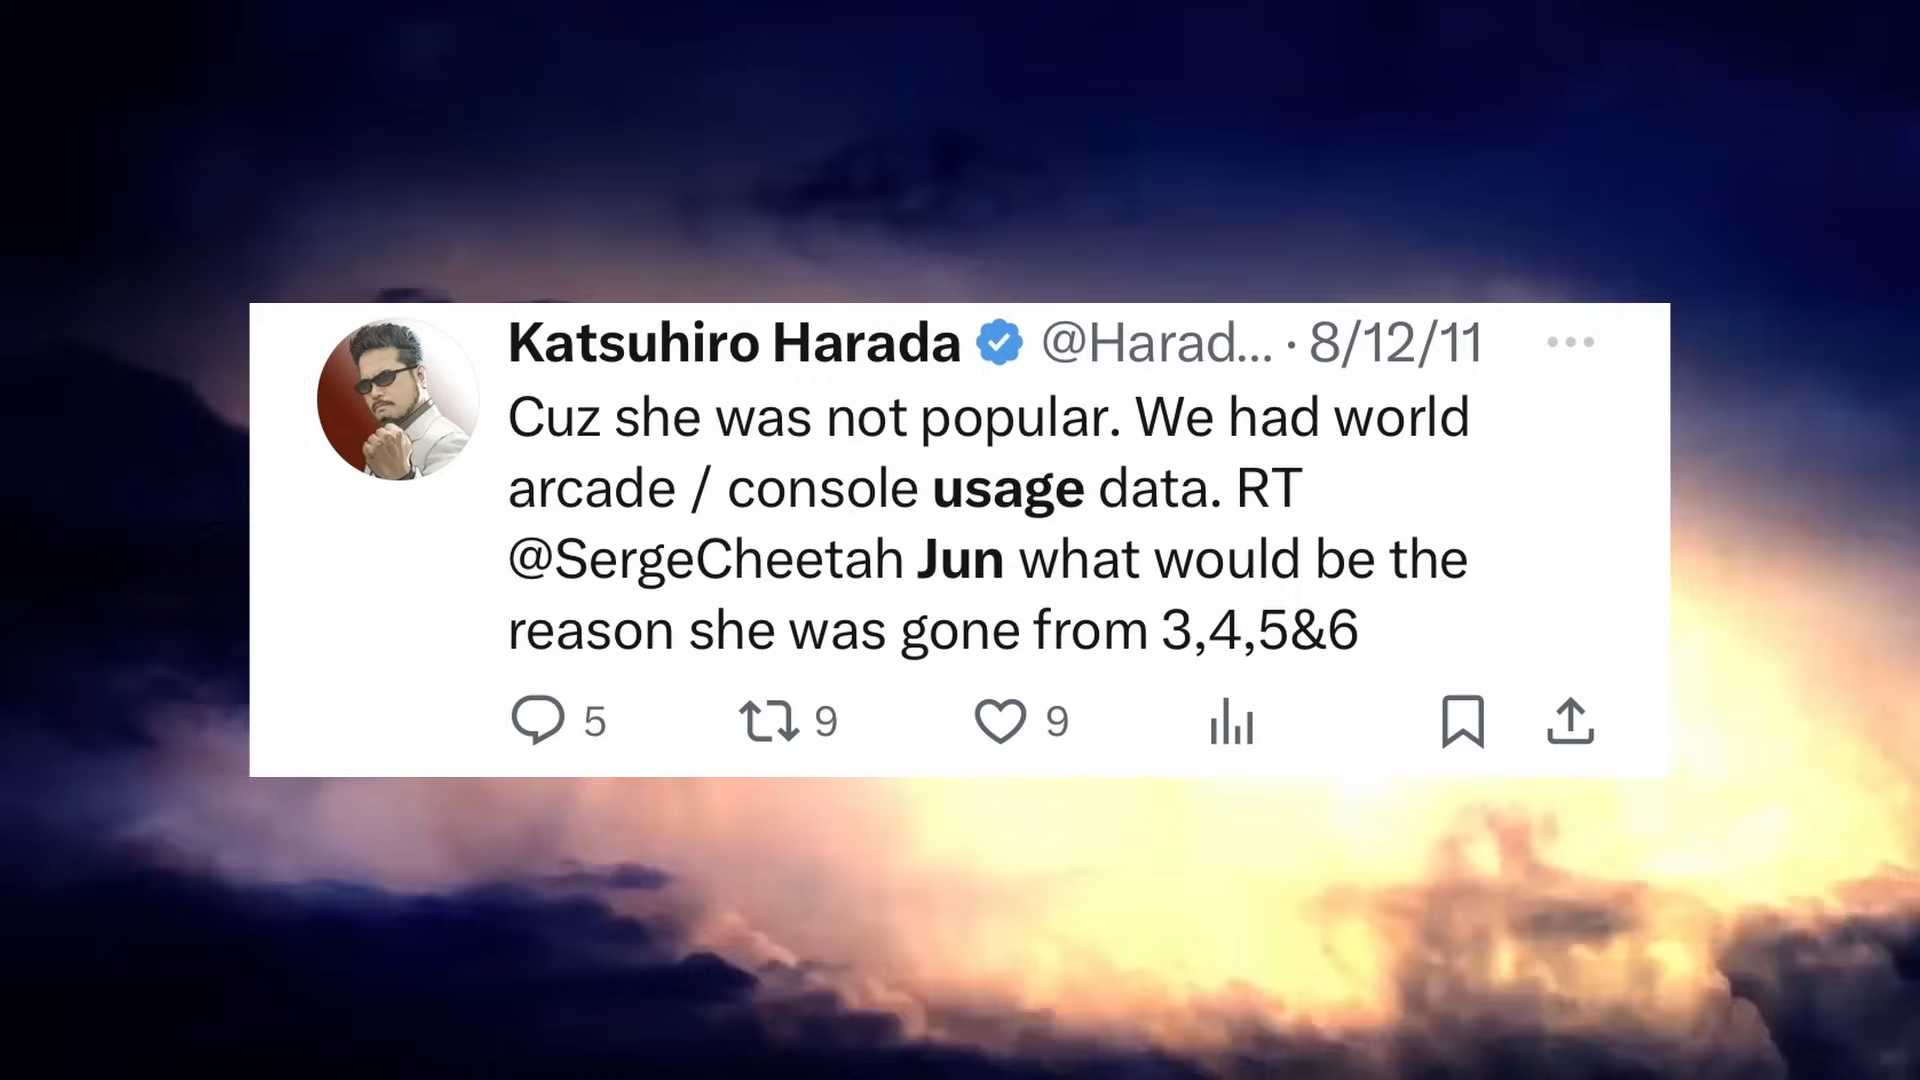 Katsuhiro Harada @Harad... · 8/12/11
Cuz she was not popular. We had world
arcade / console usage data. RT
@SergeCheetah Jun what would be the
reason she was gone from 3,4,5&6
5 9 9